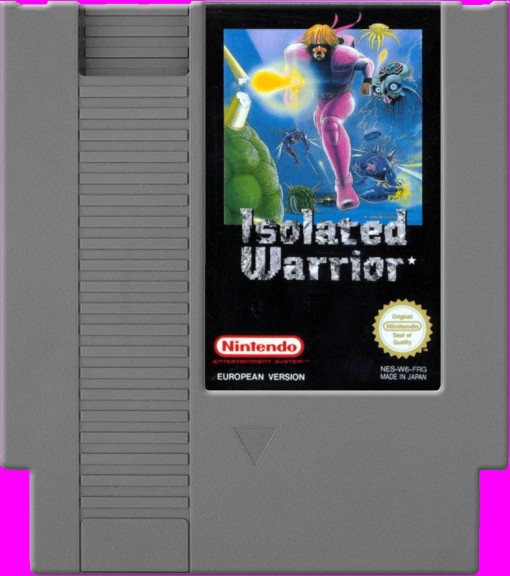 Isolated
Warrior
Original
Nintendo
Seal of
Quality
Nintendo
ENTERTAINMENT SYSTEM
EUROPEAN VERSION
NES-W6-FRG
MADE IN JAPAN